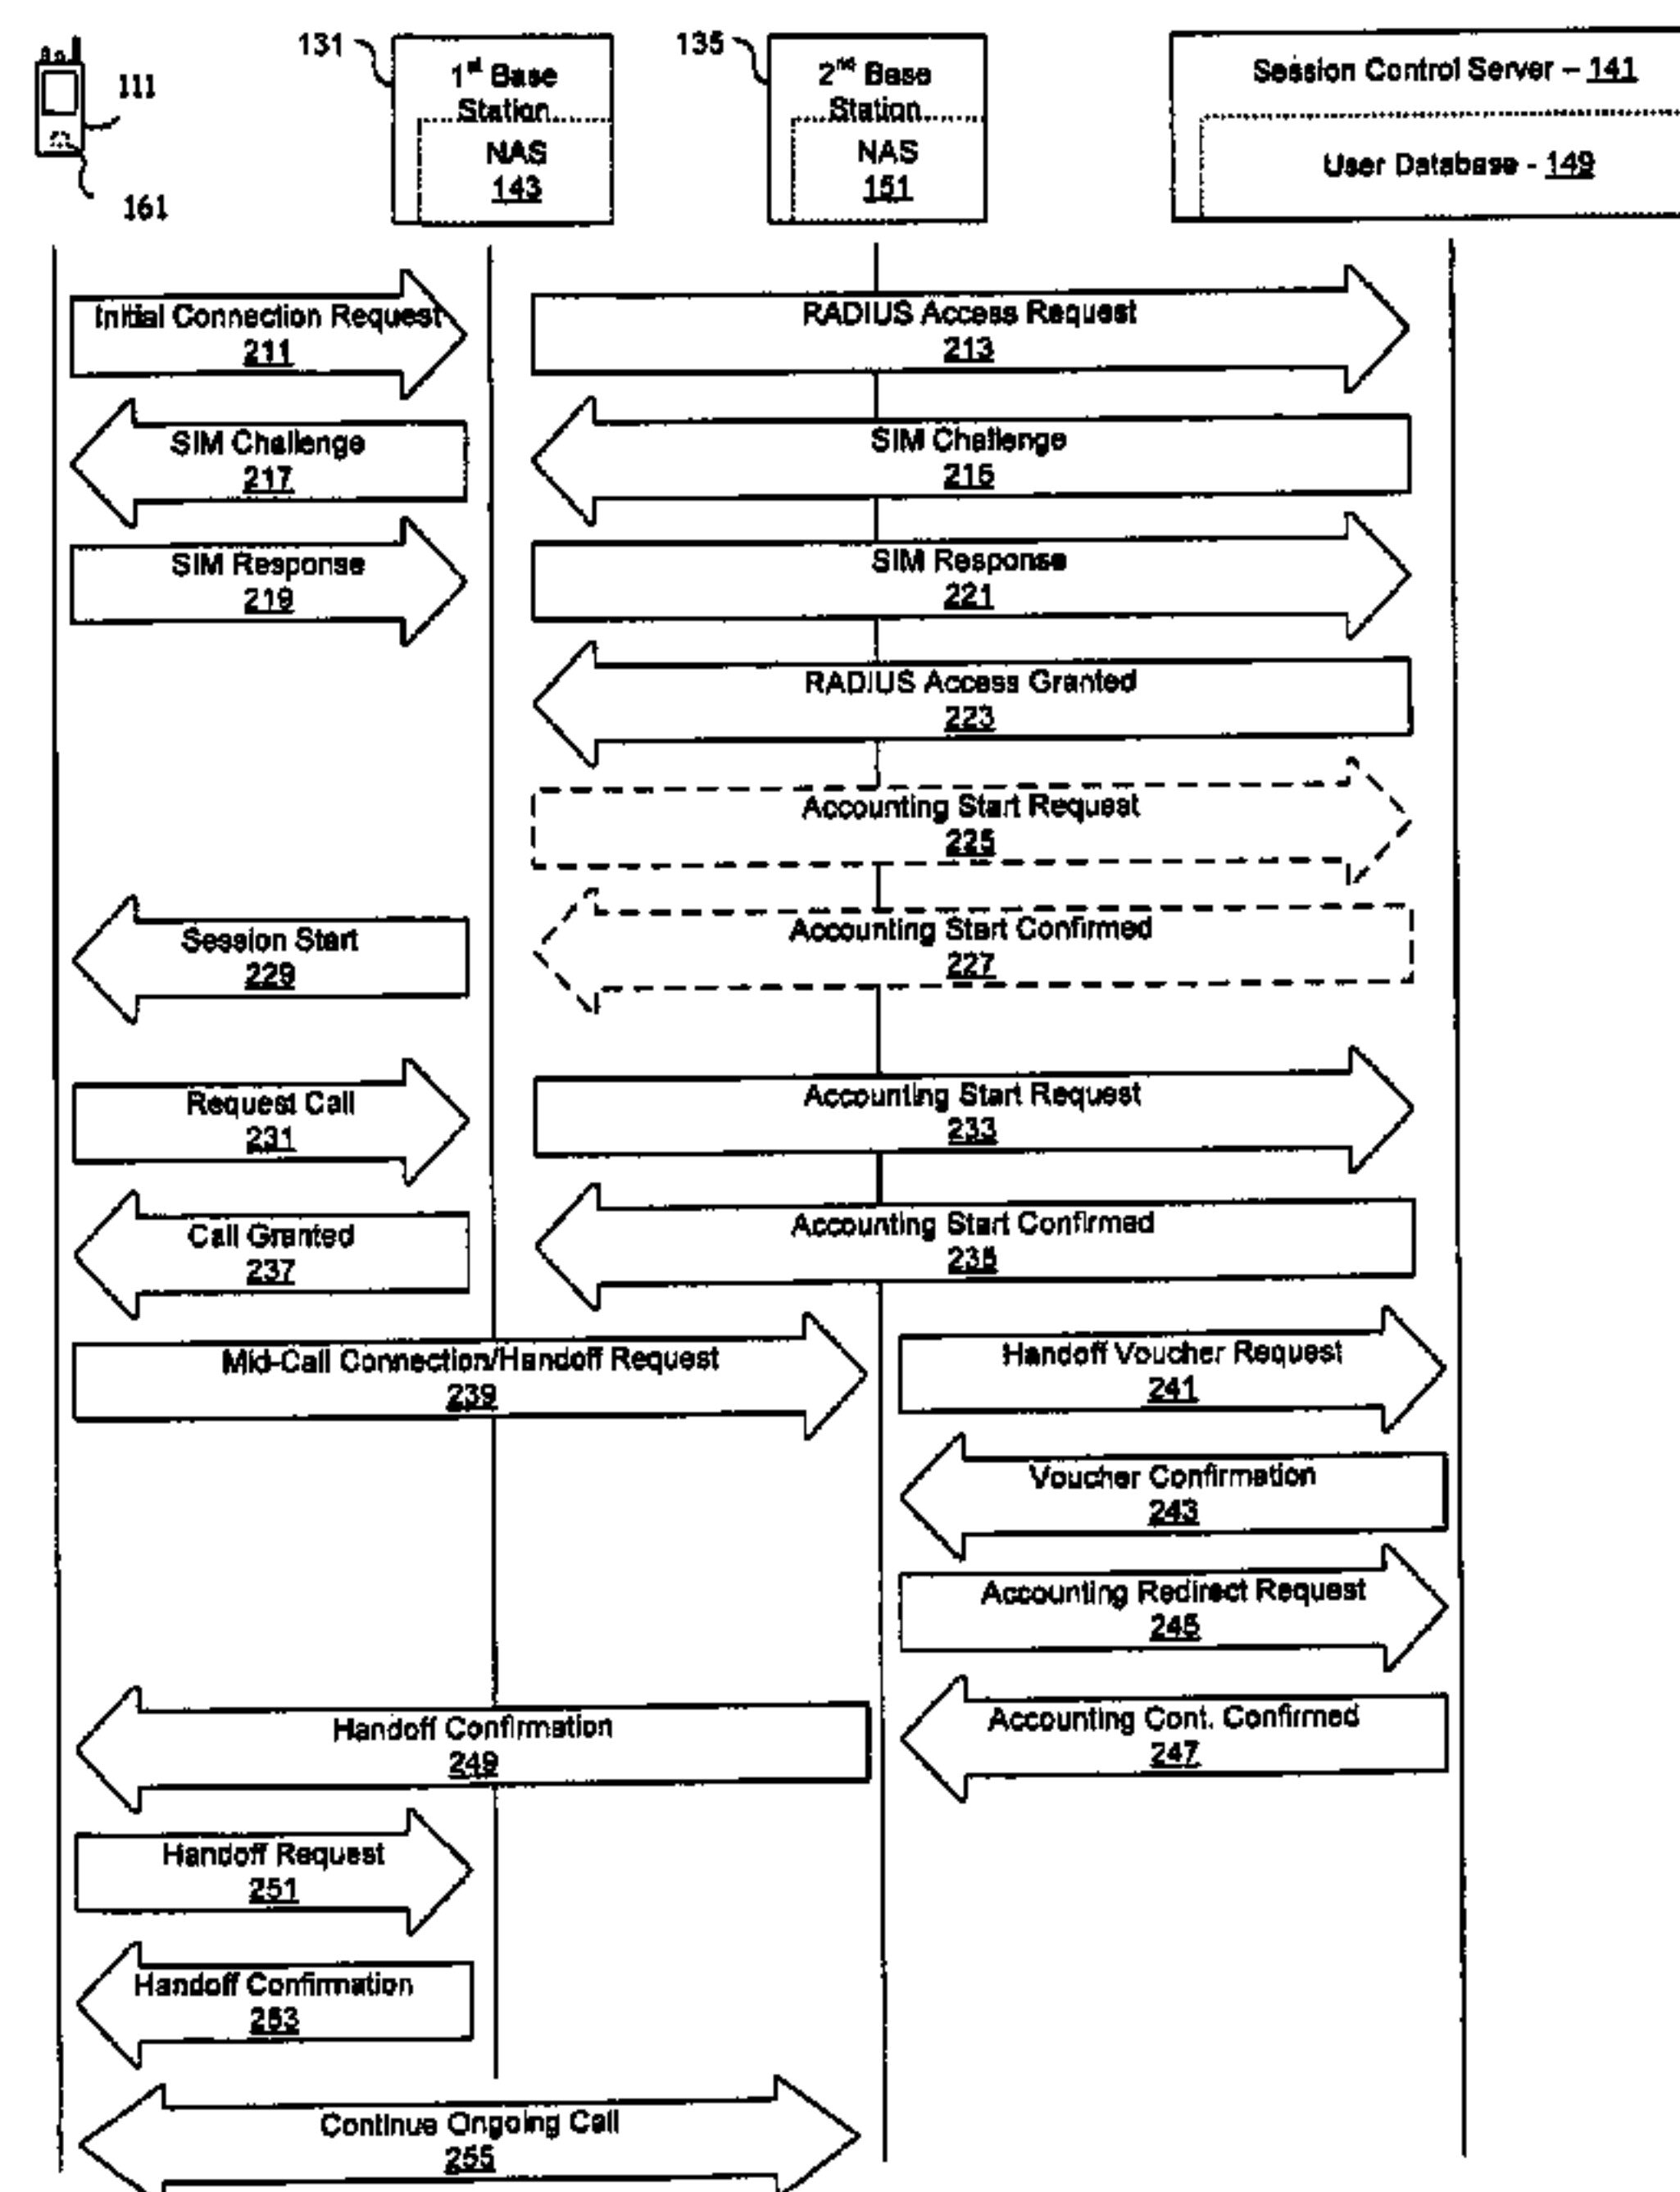 131
1st Base
Station
NAS
143
135
2nd Base
Station
NAS
151
Session Control Server – 141
User Database - 149
111
161
Initial Connection Request
211
RADIUS Access Request
213
SIM Challenge
217
SIM Challenge
215
SIM Response
219
SIM Response
221
RADIUS Access Granted
223
Accounting Start Request
225
Accounting Start Confirmed
227
Session Start
229
Request Call
231
Accounting Start Request
233
Call Granted
237
Accounting Start Confirmed
235
Mid-Call Connection/Handoff Request
239
Handoff Voucher Request
241
Voucher Confirmation
243
Accounting Redirect Request
245
Handoff Confirmation
249
Accounting Cont. Confirmed
247
Handoff Request
251
Handoff Confirmation
253
Continue Ongoing Call
255